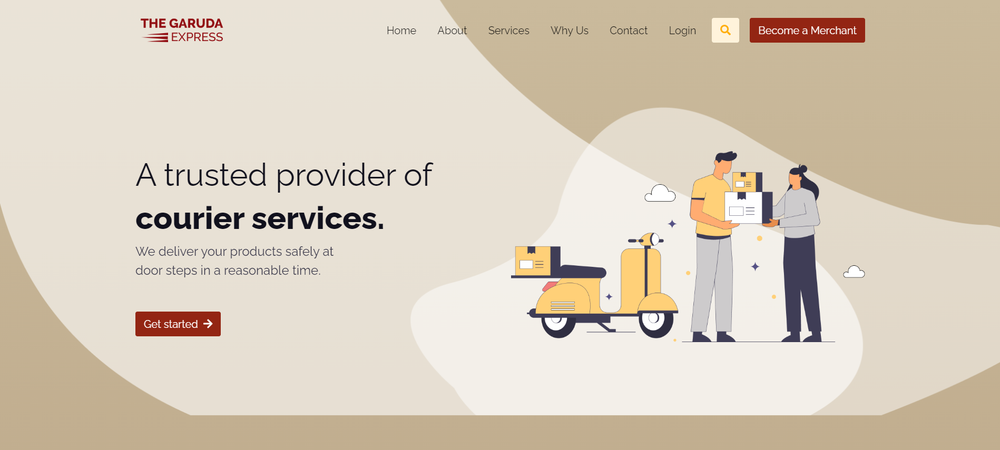 THE GARUDA
EXPRESS
Home
About
Services
Why Us
Contact
Login
Become a Merchant
A trusted provider of
courier services.
We deliver your products safely at
door steps in a reasonable time.
Get started